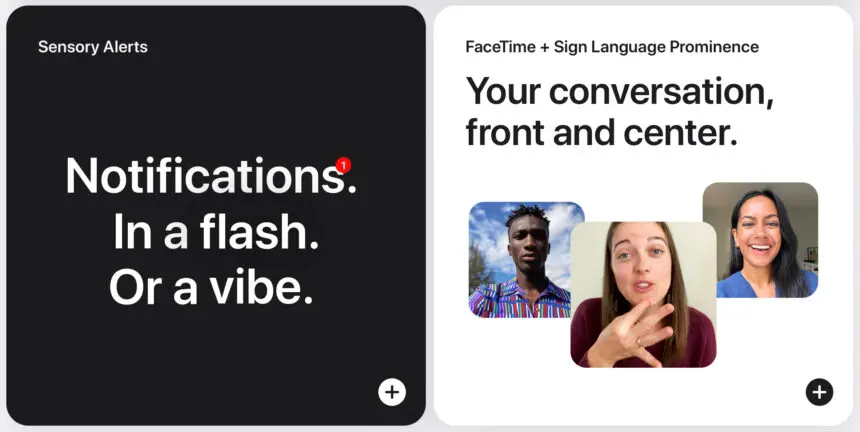 Sensory Alerts
Notifications.
1
In a flash.
Or a vibe.
FaceTime + Sign Language Prominence
Your conversation,
front and center.